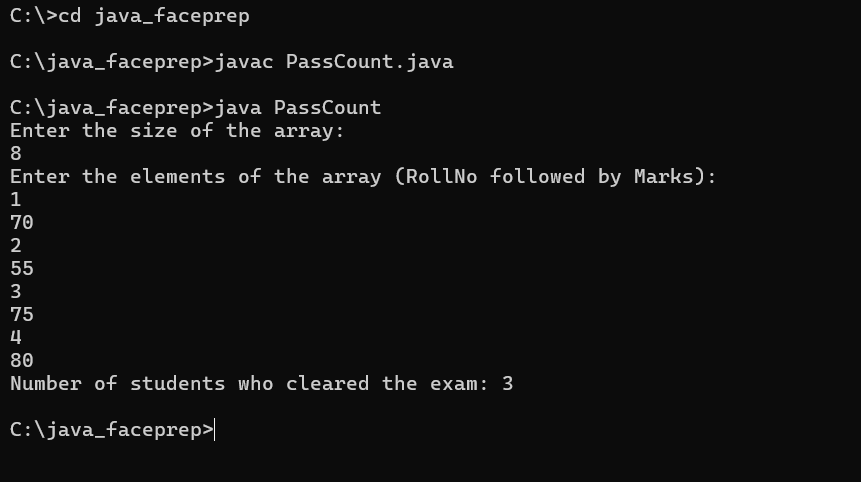 C:\>cd java_faceprep
C:\java_faceprep>javac PassCount.java
C:\java_faceprep>java PassCount
Enter the size of the array:
8
Enter the elements of the array (RollNo followed by Marks):
1
70
2
55
3
75
4
80
Number of students who cleared the exam: 3
C:\java_faceprep>